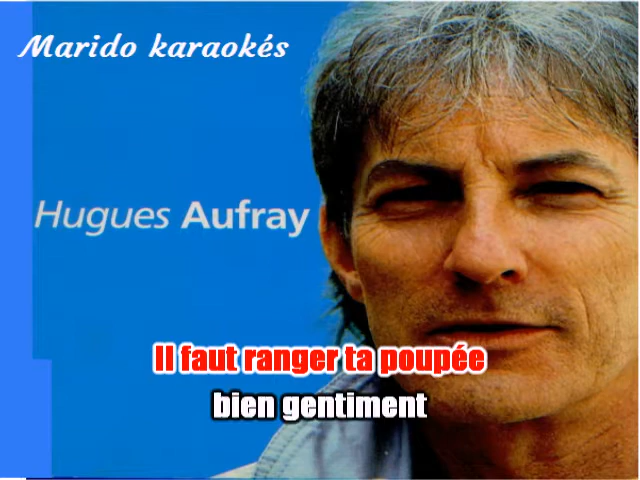 Marido karaokés
Hugues Aufray
Il faut ranger ta poupée
bien gentiment